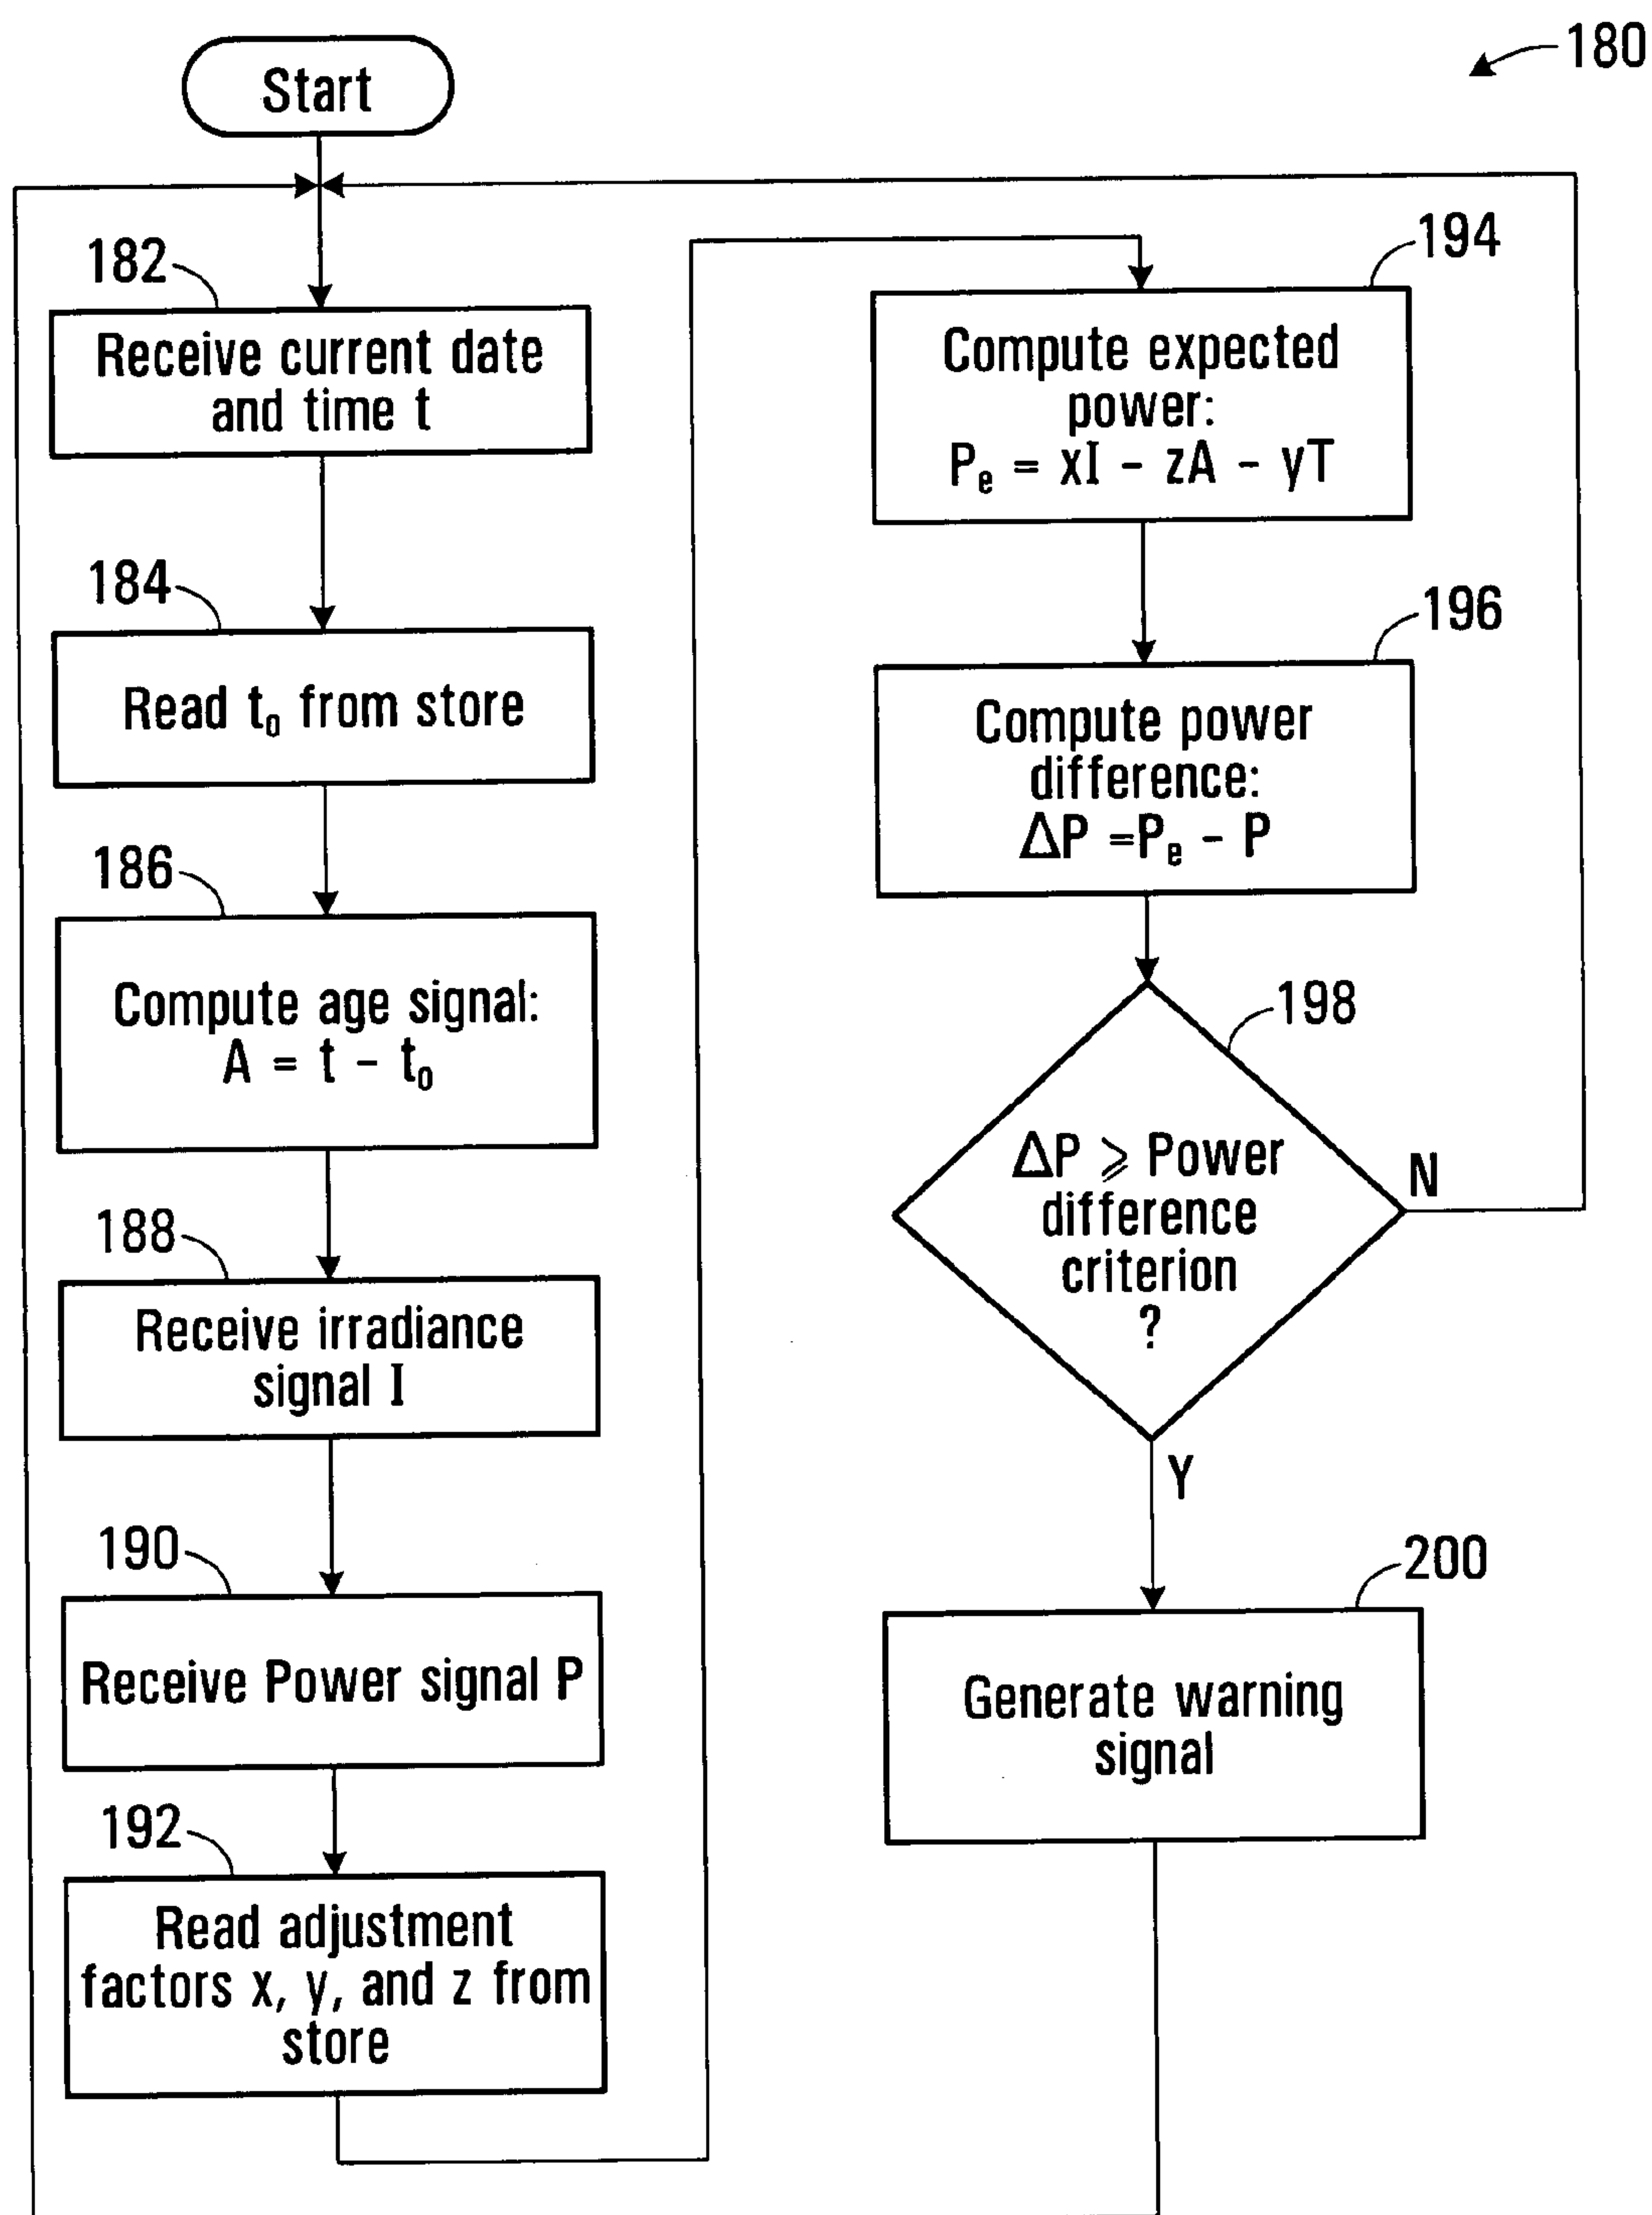 180
Start
182
Receive current date
and time t
184
Read t₀ from store
186
Compute age signal:
A = t - t₀
188
Receive irradiance
signal I
190
Receive Power signal P
192
Read adjustment
factors x, y, and z from
store
194
Compute expected
power:
Pₑ = xI - zA - yT
196
Compute power
difference:
ΔP =Pₑ - P
198
ΔP ⩾ Power
difference
criterion
?
N
Y
200
Generate warning
signal